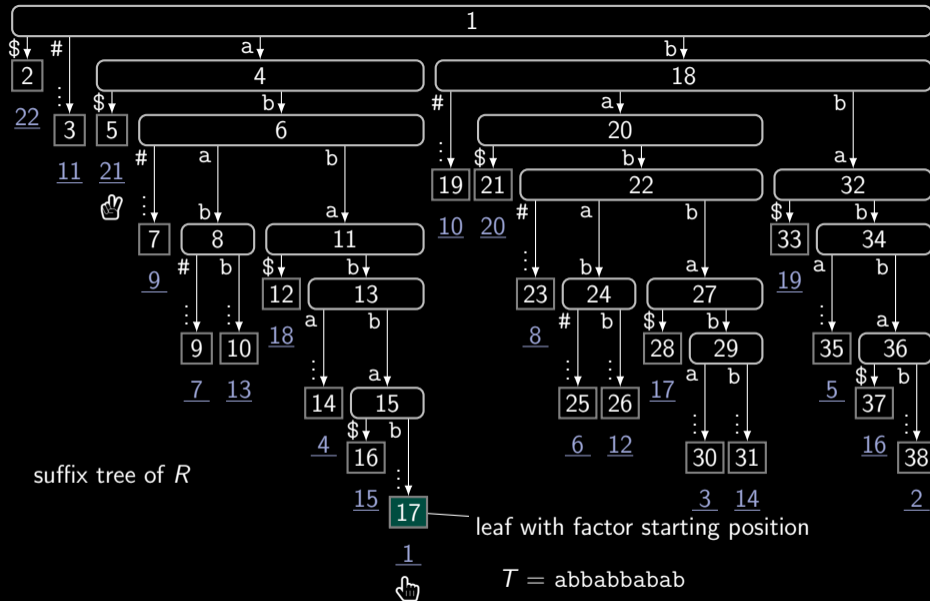 1
$ # a b
2 4 18
22 $ b # a b
3 5 6 20
11 21 # a b $ b a
19 21 22 32
10 20 # a b $ b
7 8 11 33 34
9 # b $ b b a 19 a b
12 13 23 24 27
18 a b 8 # b $ b a
9 10 28 29 35 36
7 13 a 17 a b 5 $ b
14 15 25 26 37
4 $ b 6 12 16
16 30 31 38
suffix tree of R
15 3 14 2
17 leaf with factor starting position
1
T = abbabbabab